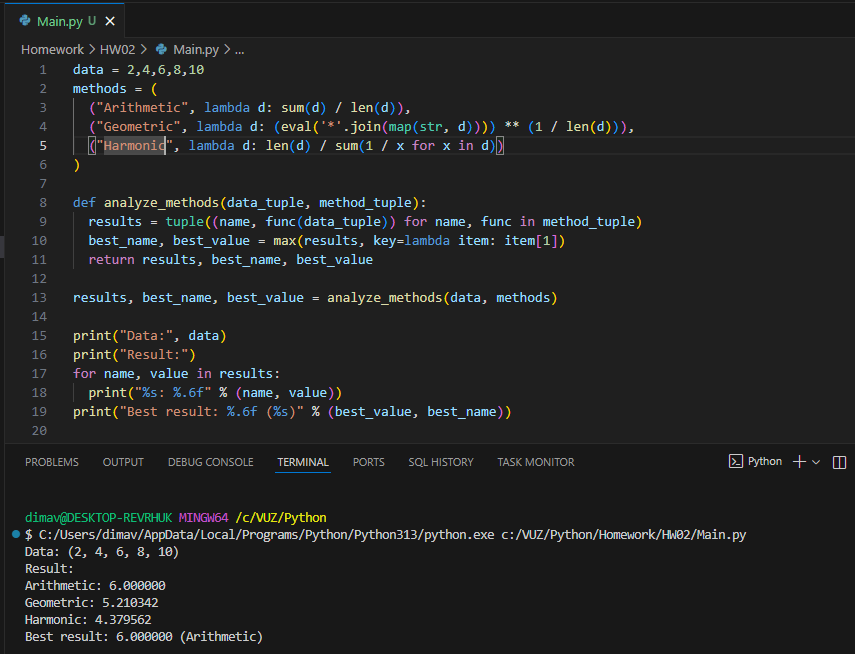 Main.py U ×
Homework > HW02 > Main.py > ...
1 data = 2,4,6,8,10
2 methods = (
3 ("Arithmetic", lambda d: sum(d) / len(d)),
4 ("Geometric", lambda d: (eval('*'.join(map(str, d)))) ** (1 / len(d))),
5 ("Harmonic", lambda d: len(d) / sum(1 / x for x in d))
6 )
7
8 def analyze_methods(data_tuple, method_tuple):
9 results = tuple((name, func(data_tuple)) for name, func in method_tuple)
10 best_name, best_value = max(results, key=lambda item: item[1])
11 return results, best_name, best_value
12
13 results, best_name, best_value = analyze_methods(data, methods)
14
15 print("Data:", data)
16 print("Result:")
17 for name, value in results:
18 print("%s: %.6f" % (name, value))
19 print("Best result: %.6f (%s)" % (best_value, best_name))
20
PROBLEMS OUTPUT DEBUG CONSOLE TERMINAL PORTS SQL HISTORY TASK MONITOR Python
dimav@DESKTOP-REVRHUK MINGW64 /c/VUZ/Python
$ C:/Users/dimav/AppData/Local/Programs/Python/Python313/python.exe c:/VUZ/Python/Homework/HW02/Main.py
Data: (2, 4, 6, 8, 10)
Result:
Arithmetic: 6.000000
Geometric: 5.210342
Harmonic: 4.379562
Best result: 6.000000 (Arithmetic)